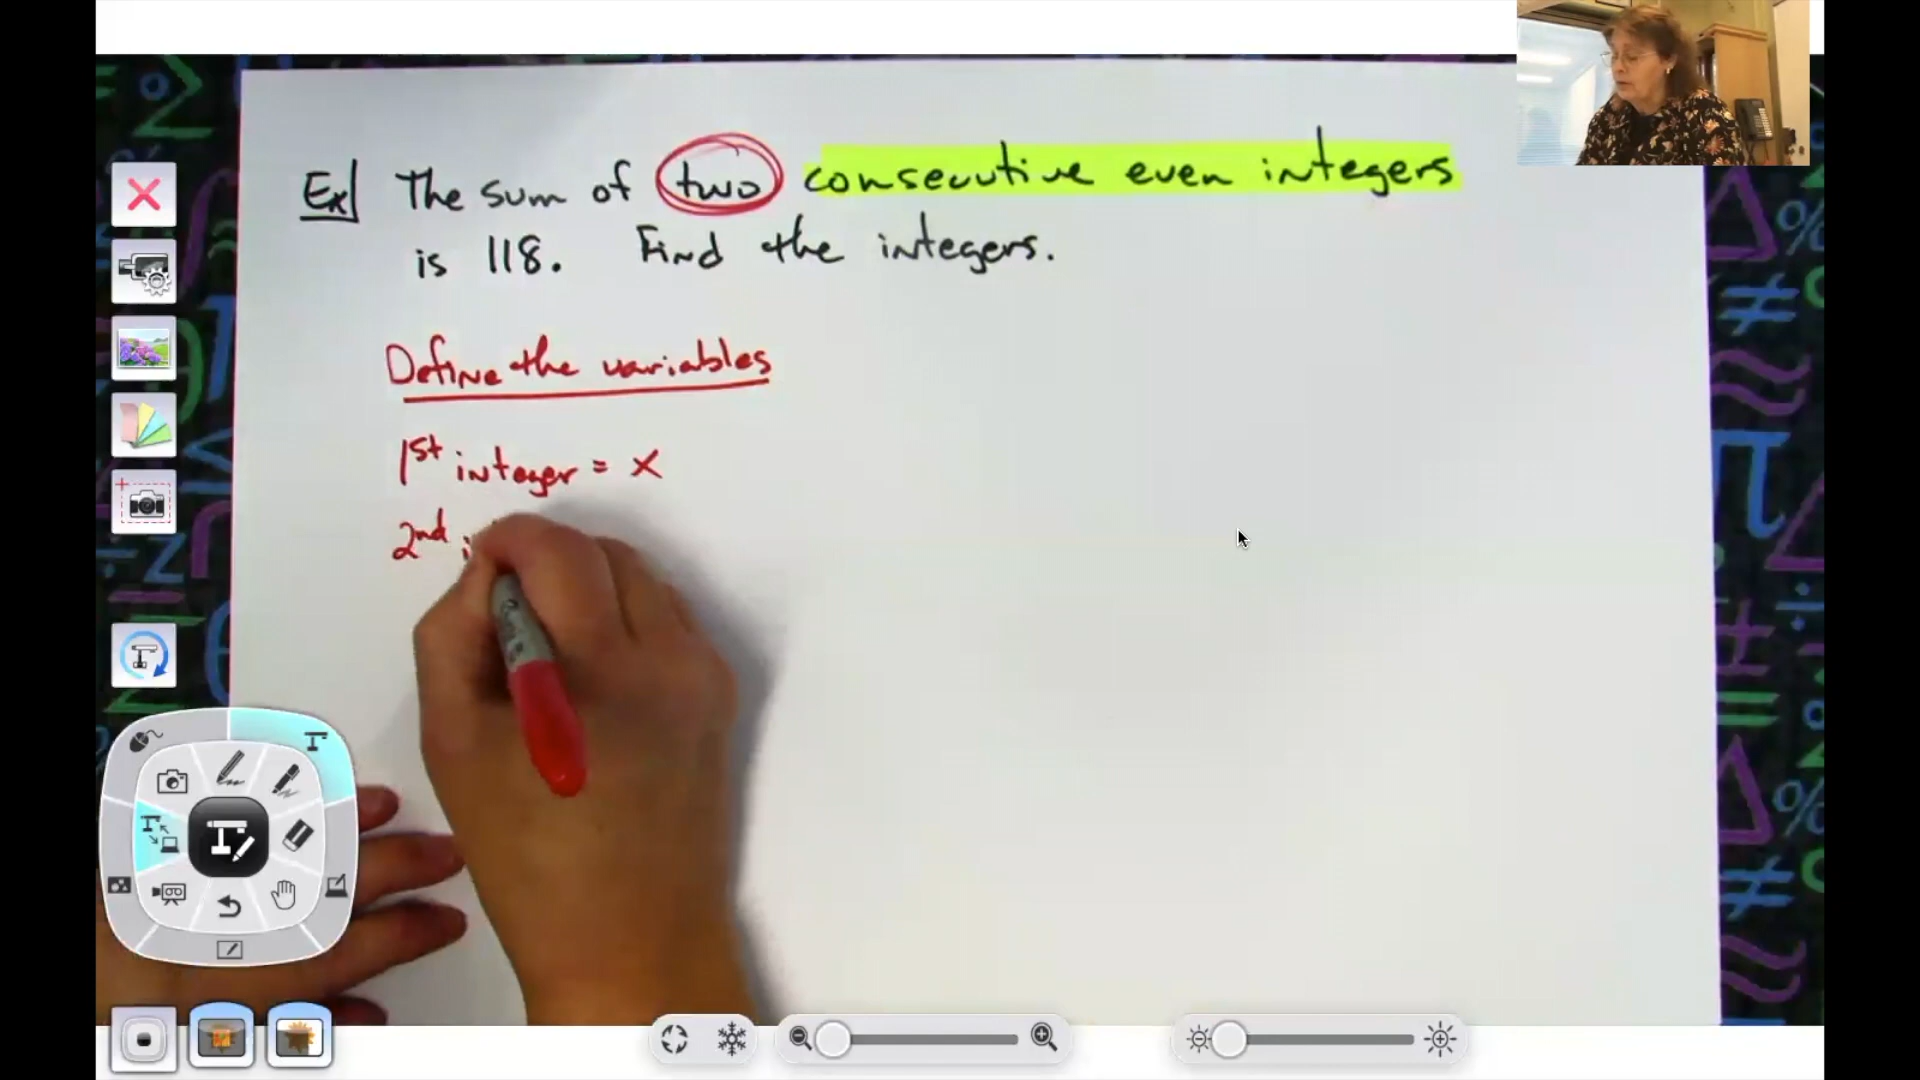 Ex| The sum of two consecutive even integers
is 118. Find the integers.
Define the variables
1st integer = x
2nd i